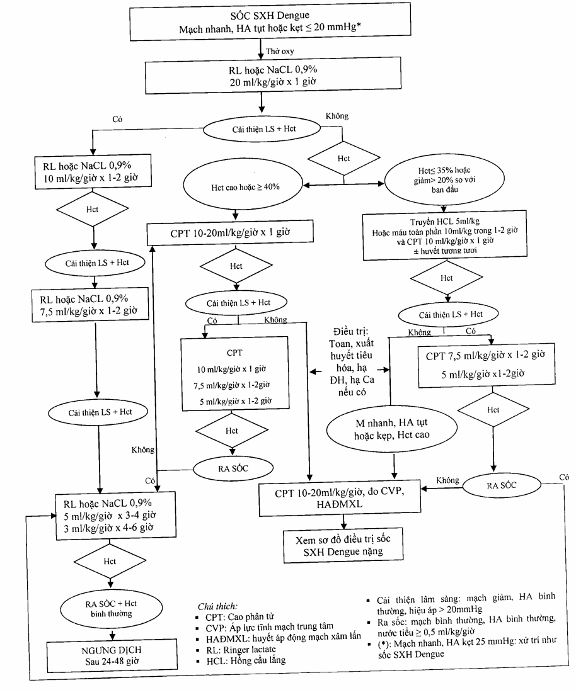 SỐC SXH Dengue
Mạch nhanh, HA tụt hoặc kẹt ≤ 20 mmHg*
Thở oxy
RL hoặc NaCL 0,9%
20 ml/kg/giờ x 1 giờ
Có
Cải thiện LS + Hct
Không
RL hoặc NaCL 0,9%
10 ml/kg/giờ x 1-2 giờ
Hct
Hct cao hoặc ≥ 40%
Hct≤ 35% hoặc
giảm> 20% so với
ban đầu
Hct
CPT 10-20ml/kg/giờ x 1 giờ
Truyền HCL 5ml/kg
Hoặc máu toàn phần 10ml/kg trong 1-2 giờ
và CPT 10 ml/kg/giờ x 1 giờ
± huyết tương tươi
Cải thiện LS + Hct
Hct
Hct
RL hoặc NaCL 0,9%
7,5 ml/kg/giờ x 1-2 giờ
Cải thiện LS + Hct
Có
Không
Cải thiện LS + Hct
Không
Có
Điều trị:
Toan, xuất
huyết tiêu
hóa, hạ
ĐH, hạ Ca
nếu có
CPT
10 ml/kg/giờ x 1 giờ
7,5 ml/kg/giờ x 1-2giờ
5 ml/kg/giờ x 1-2 giờ
CPT 7,5 ml/kg/giờ x 1-2 giờ
5 ml/kg/giờ x1-2giờ
Cải thiện LS + Hct
Hct
M nhanh, HA tụt
hoặc kẹp, Hct cao
Hct
Không
RA SỐC
Có
RA SỐC
Không
Có
RL hoặc NaCL 0,9%
5 ml/kg/giờ x 3-4 giờ
3 ml/kg/giờ x 4-6 giờ
CPT 10-20ml/kg/giờ, do CVP,
HAĐMXL
Xem sơ đồ điều trị sốc
SXH Dengue nặng
Hct
RA SỐC + Hct
bình thường
NGƯNG DỊCH
Sau 24-48 giờ
Chú thích:
• CPT: Cao phân tử
• CVP: Áp lực tĩnh mạch trung tâm
• HAĐMXL: huyết áp động mạch xâm lấn
• RL: Ringer lactate
• HCL: Hồng cầu lắng
• Cải thiện lâm sàng: mạch giảm, HA bình
thường, hiệu áp > 20mmHg
• Ra sốc: mạch bình thường, HA bình thường,
nước tiểu ≥ 0,5 ml/kg/giờ
• (*): Mạch nhanh, HA kẹt 25 mmHg: xử trí như
sốc SXH Dengue